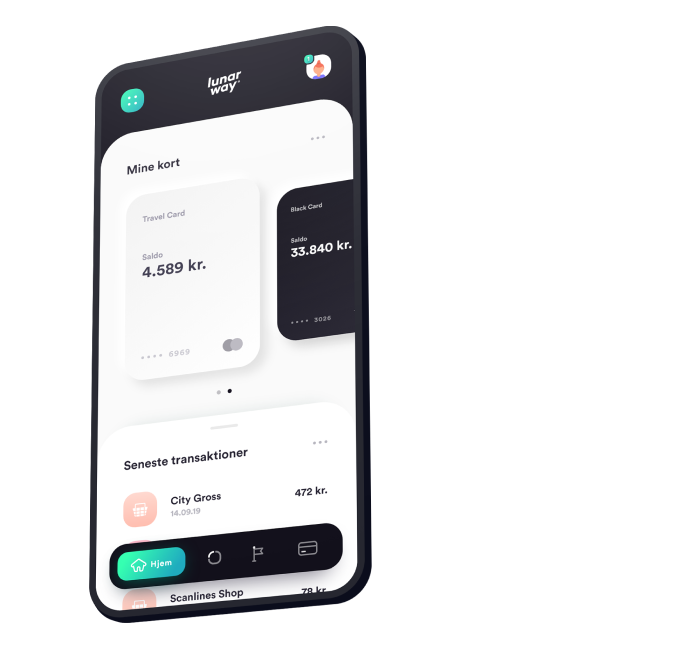 lunar
way
Mine kort
Travel Card
Saldo
4.589 kr.
•••• 6969
Black Card
Saldo
33.840 kr.
•••• 3026
Seneste transaktioner
City Gross
472 kr.
14.09.19
Hjem
Scanlines Shop
78 kr.